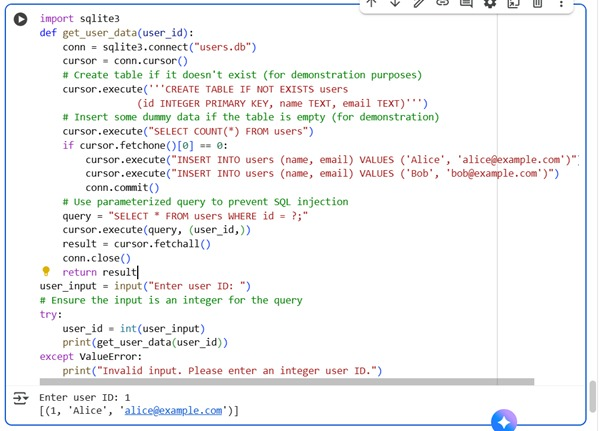 import sqlite3
def get_user_data(user_id):
    conn = sqlite3.connect("users.db")
    cursor = conn.cursor()
    # Create table if it doesn't exist (for demonstration purposes)
    cursor.execute('''CREATE TABLE IF NOT EXISTS users
                (id INTEGER PRIMARY KEY, name TEXT, email TEXT)''')
    # Insert some dummy data if the table is empty (for demonstration)
    cursor.execute("SELECT COUNT(*) FROM users")
    if cursor.fetchone()[0] == 0:
        cursor.execute("INSERT INTO users (name, email) VALUES ('Alice', 'alice@example.com')")
        cursor.execute("INSERT INTO users (name, email) VALUES ('Bob', 'bob@example.com')")
        conn.commit()
    # Use parameterized query to prevent SQL injection
    query = "SELECT * FROM users WHERE id = ?;"
    cursor.execute(query, (user_id,))
    result = cursor.fetchall()
    conn.close()
    return result
user_input = input("Enter user ID: ")
# Ensure the input is an integer for the query
try:
    user_id = int(user_input)
    print(get_user_data(user_id))
except ValueError:
    print("Invalid input. Please enter an integer user ID.")
Enter user ID: 1
[(1, 'Alice', 'alice@example.com')]